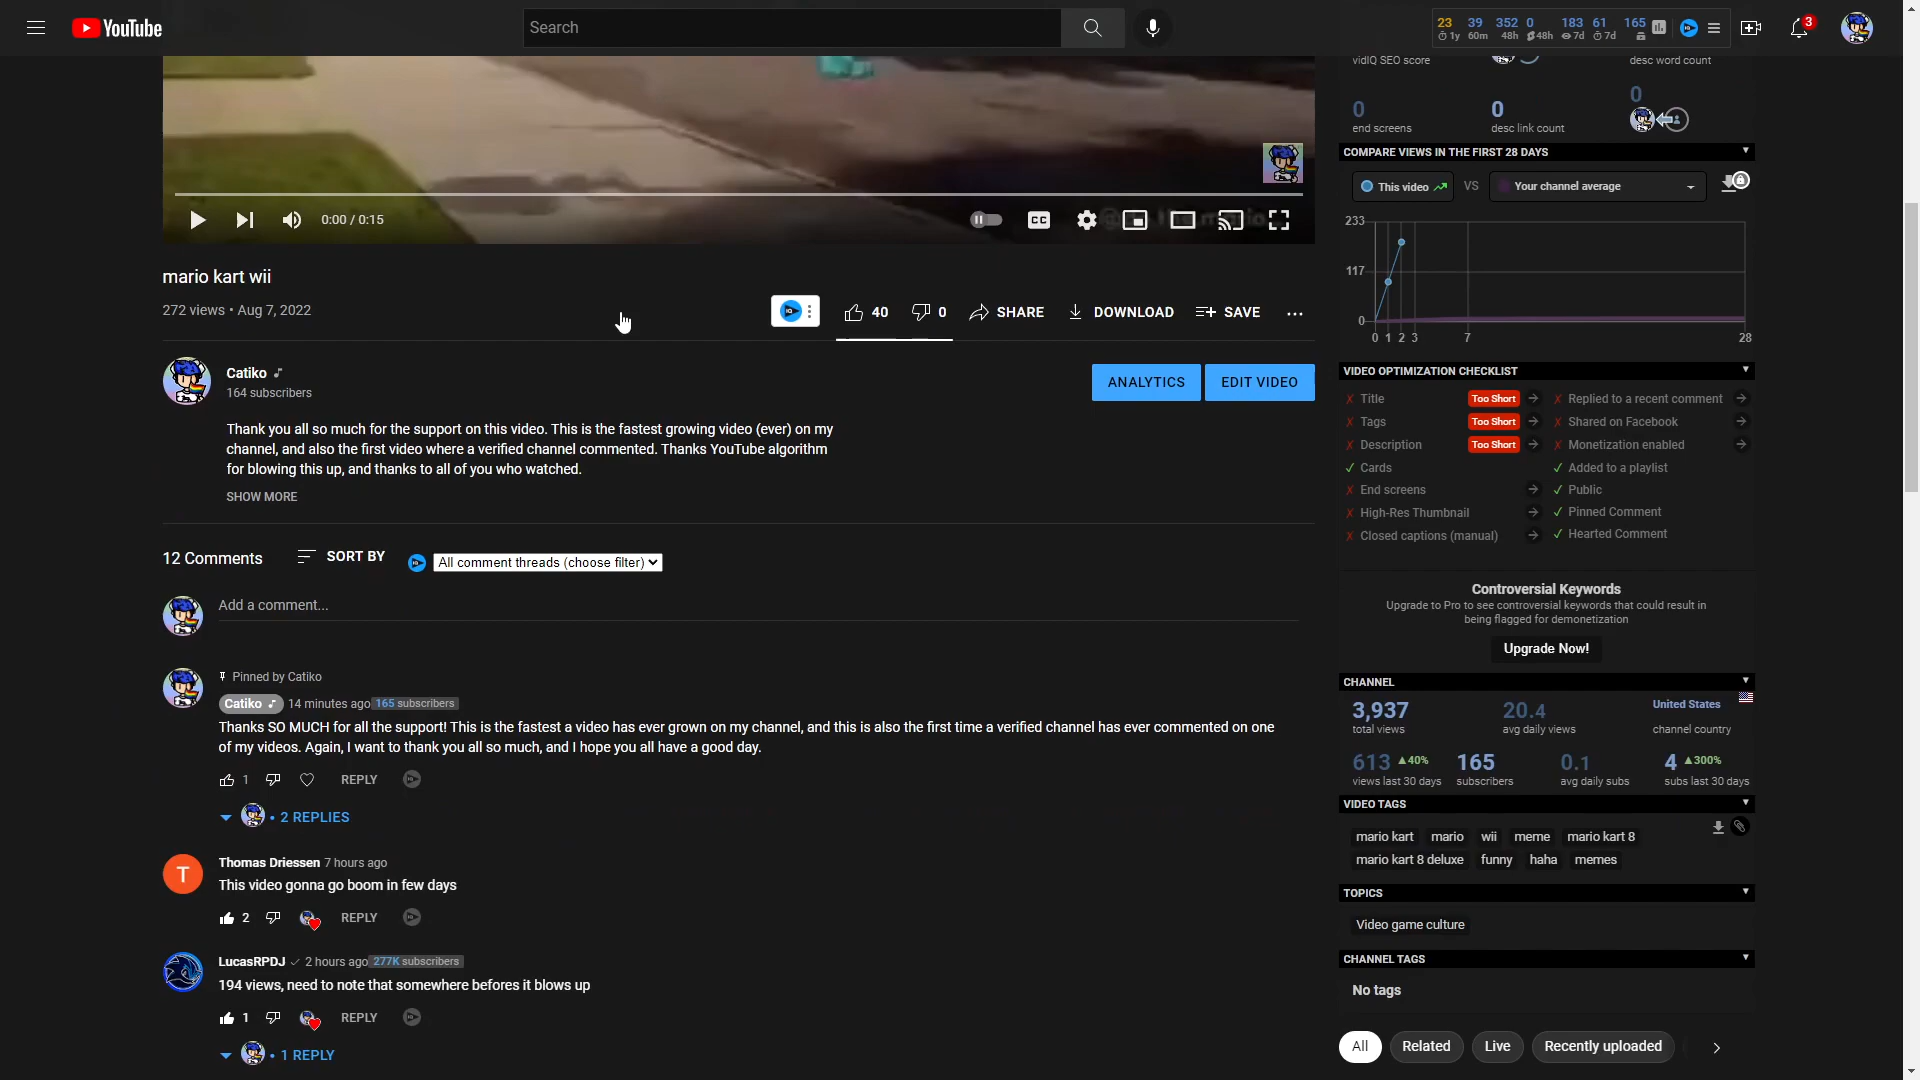 YouTube
Search
23 39 352 0 183 61 165
1y 60m 48h 48h 7d 7d
3
vidIQ SEO score
desc word count
0
end screens
0
desc link count
0
COMPARE VIEWS IN THE FIRST 28 DAYS
This video VS Your channel average
233
117
0
0 1 2 3 7 28
0:00 / 0:15
CC
mario kart wii
272 views • Aug 7, 2022
40 0 SHARE DOWNLOAD SAVE ...
Catiko
164 subscribers
ANALYTICS EDIT VIDEO
Thank you all so much for the support on this video. This is the fastest growing video (ever) on my
channel, and also the first video where a verified channel commented. Thanks YouTube algorithm
for blowing this up, and thanks to all of you who watched.
SHOW MORE
12 Comments SORT BY All comment threads (choose filter)
Add a comment...
Pinned by Catiko
Catiko 14 minutes ago 165 subscribers
Thanks SO MUCH for all the support! This is the fastest a video has ever grown on my channel, and this is also the first time a verified channel has ever commented on one
of my videos. Again, I want to thank you all so much, and I hope you all have a good day.
1 REPLY
• 2 REPLIES
T
Thomas Driessen 7 hours ago
This video gonna go boom in few days
2 REPLY
LucasRPDJ ✓ 2 hours ago 277K subscribers
194 views, need to note that somewhere befores it blows up
1 REPLY
• 1 REPLY
VIDEO OPTIMIZATION CHECKLIST
✗ Title Too Short
✗ Tags Too Short
✗ Description Too Short
✓ Cards
✗ End screens
✗ High-Res Thumbnail
✗ Closed captions (manual)
✗ Replied to a recent comment
✗ Shared on Facebook
✗ Monetization enabled
✓ Added to a playlist
✓ Public
✓ Pinned Comment
✓ Hearted Comment
Controversial Keywords
Upgrade to Pro to see controversial keywords that could result in
being flagged for demonetization
Upgrade Now!
CHANNEL
3,937
total views
20.4
avg daily views
United States
channel country
613 ▲40%
views last 30 days
165
subscribers
0.1
avg daily subs
4 ▲300%
subs last 30 days
VIDEO TAGS
mario kart mario wii meme mario kart 8
mario kart 8 deluxe funny haha memes
TOPICS
Video game culture
CHANNEL TAGS
No tags
All Related Live Recently uploaded